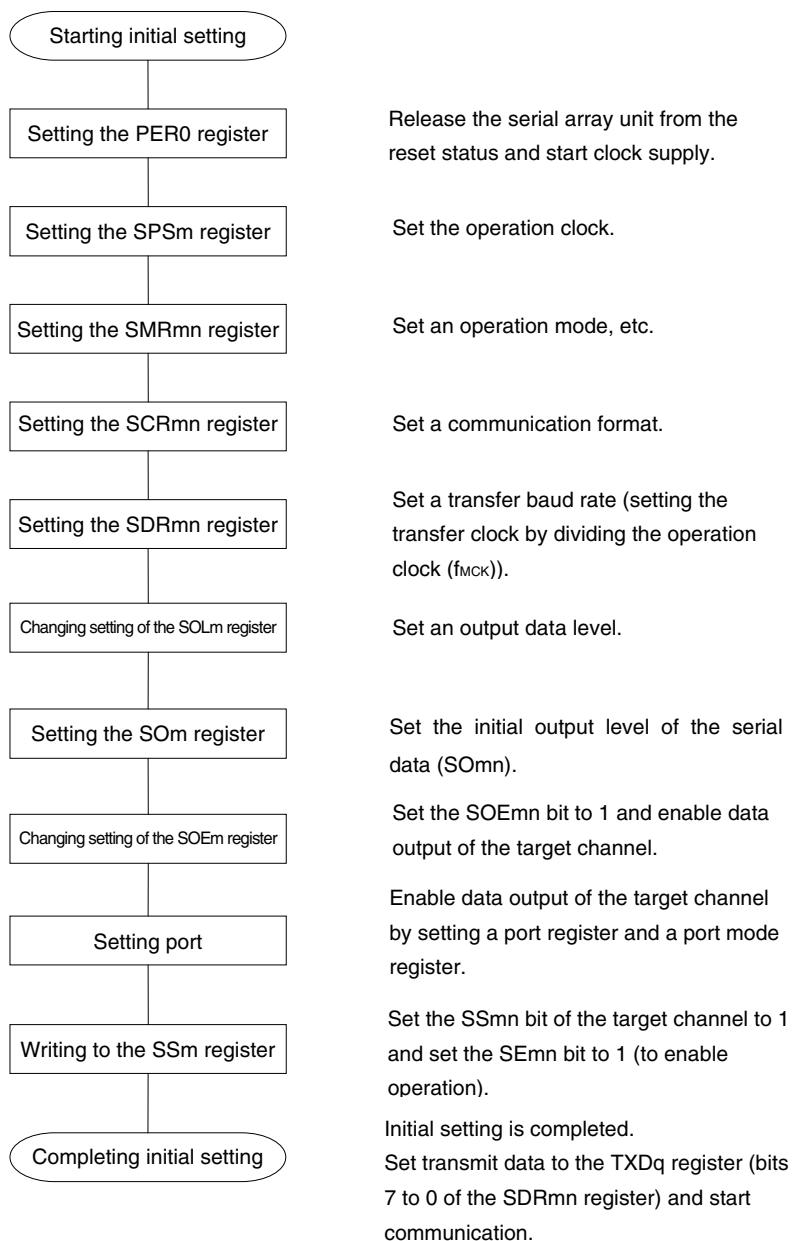 Starting initial setting
Setting the PER0 register
Release the serial array unit from the
reset status and start clock supply.
Setting the SPSm register
Set the operation clock.
Setting the SMRmn register
Set an operation mode, etc.
Setting the SCRmn register
Set a communication format.
Setting the SDRmn register
Set a transfer baud rate (setting the
transfer clock by dividing the operation
clock (fMCK)).
Changing setting of the SOLm register
Set an output data level.
Setting the SOm register
Set the initial output level of the serial
data (SOmn).
Changing setting of the SOEm register
Set the SOEmn bit to 1 and enable data
output of the target channel.
Setting port
Enable data output of the target channel
by setting a port register and a port mode
register.
Writing to the SSm register
Set the SSmn bit of the target channel to 1
and set the SEmn bit to 1 (to enable
operation).
Completing initial setting
Initial setting is completed.
Set transmit data to the TXDq register (bits
7 to 0 of the SDRmn register) and start
communication.